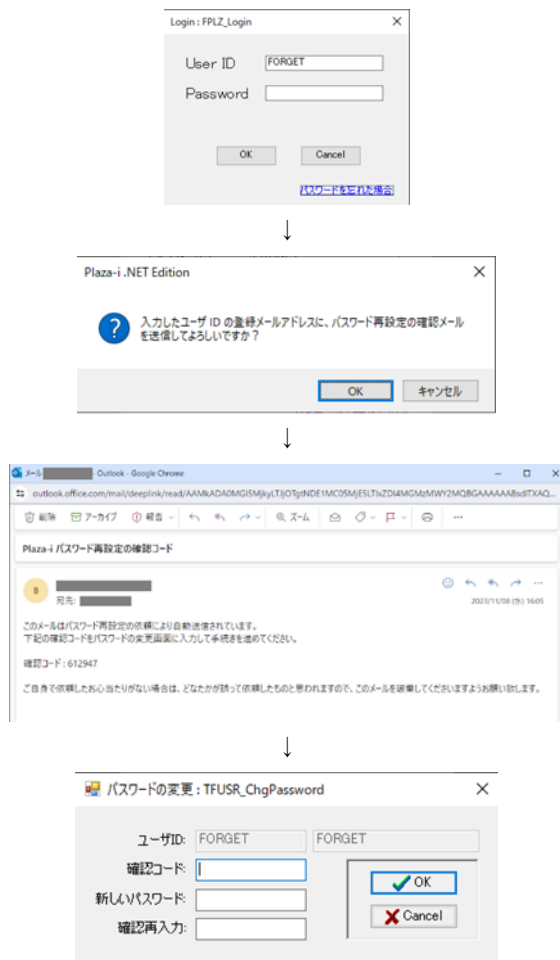 Login : FPLZ_Login
User ID FORGET
Password
OK Cancel
パスワードを忘れた場合
↓
Plaza-i .NET Edition
入力したユーザ ID の登録メールアドレスに、パスワード再設定の確認メール
を送信してよろしいですか？
OK キャンセル
↓
メール - Outlook - Google Chrome
削除 アーカイブ 報告 ズーム
Plaza-i パスワード再設定の確認コード
B
宛先:
2023/11/08 (水) 16:05
このメールはパスワード再設定の依頼により自動送信されています。
下記の確認コードをパスワードの変更画面に入力して手続きを進めてください。
確認コード : 612947
ご自身で依頼したお心当たりがない場合は、どなたかが誤って依頼したものと思われますので、このメールを破棄してくださいますようお願い致します。
↓
パスワードの変更 : TFUSR_ChgPassword
ユーザID: FORGET FORGET
確認コード:
新しいパスワード:
確認再入力:
OK
Cancel